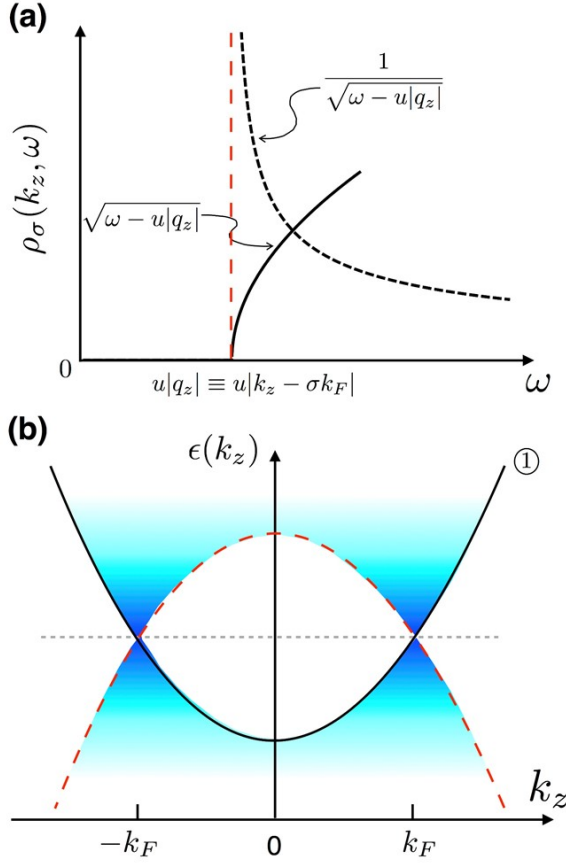 (a)
1
√ω − u|q_z|
ρ_σ(k_z, ω)
√ω − u|q_z|
0
u|q_z| ≡ u|k_z − σk_F|
ω
(b)
ϵ(k_z)
①
−k_F
0
k_F
k_z